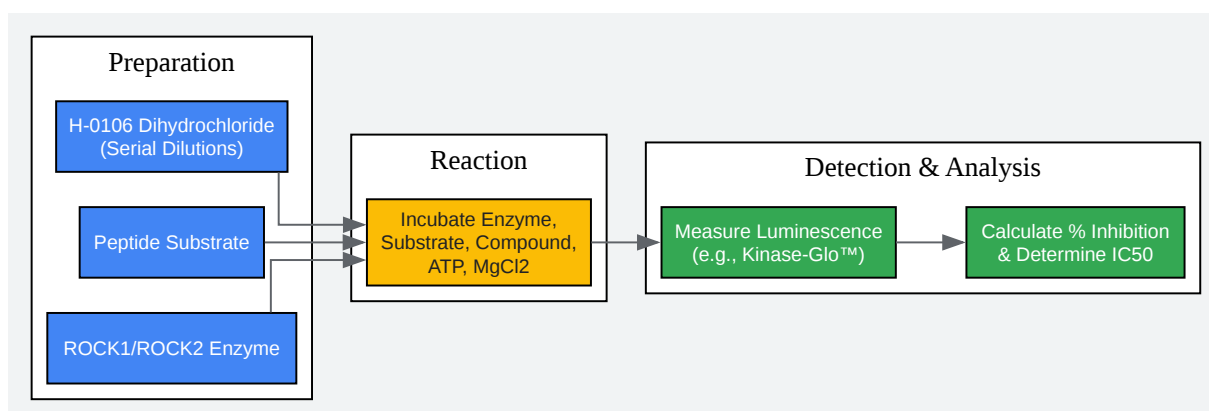 Preparation
H-0106 Dihydrochloride
(Serial Dilutions)
Peptide Substrate
ROCK1/ROCK2 Enzyme
Reaction
Incubate Enzyme,
Substrate, Compound,
ATP, MgCl2
Detection & Analysis
Measure Luminescence
(e.g., Kinase-Glo™)
Calculate % Inhibition
& Determine IC50